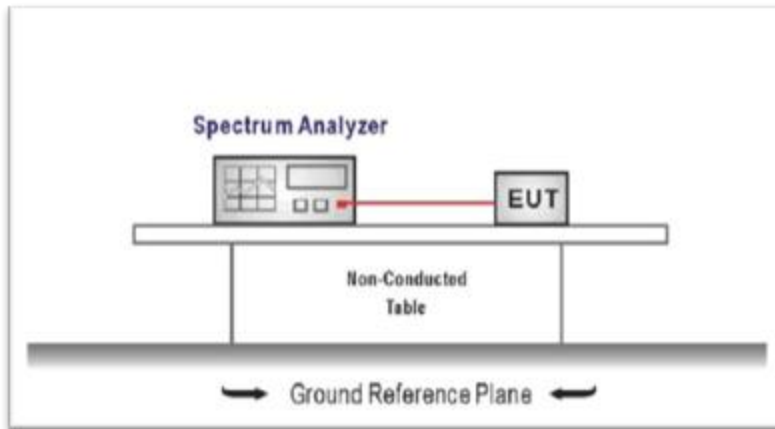 Spectrum Analyzer
EUT
Non-Conducted
Table
Ground Reference Plane